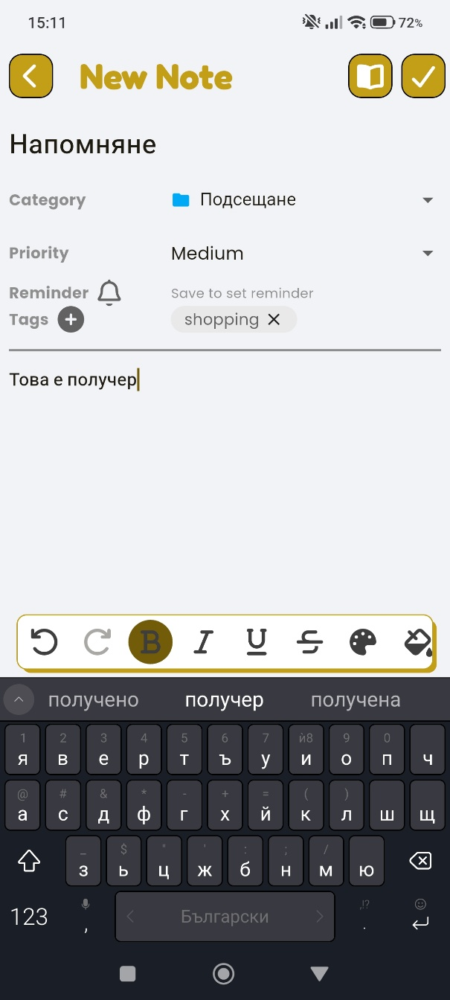 15:11 72%
New Note
Напомняне
Category Подсещане
Priority Medium
Reminder Save to set reminder
Tags shopping
Това е получер
B I U S
получено получер получена
1 2 3 4 5 6 7 ѝ8 9 0
я в е р т ъ у и о п ч
@ # & * - + = ( )
а с д ф г х й к л ш щ
_ $ " ' : ; /
з ь ц ж б н м ю
123 , Български ,!? .